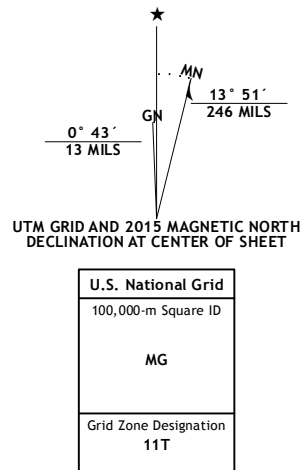 ★
MN
GN
13° 51´
246 MILS
0° 43´
13 MILS
UTM GRID AND 2015 MAGNETIC NORTH
DECLINATION AT CENTER OF SHEET
U.S. National Grid
100,000-m Square ID
MG
Grid Zone Designation
11T